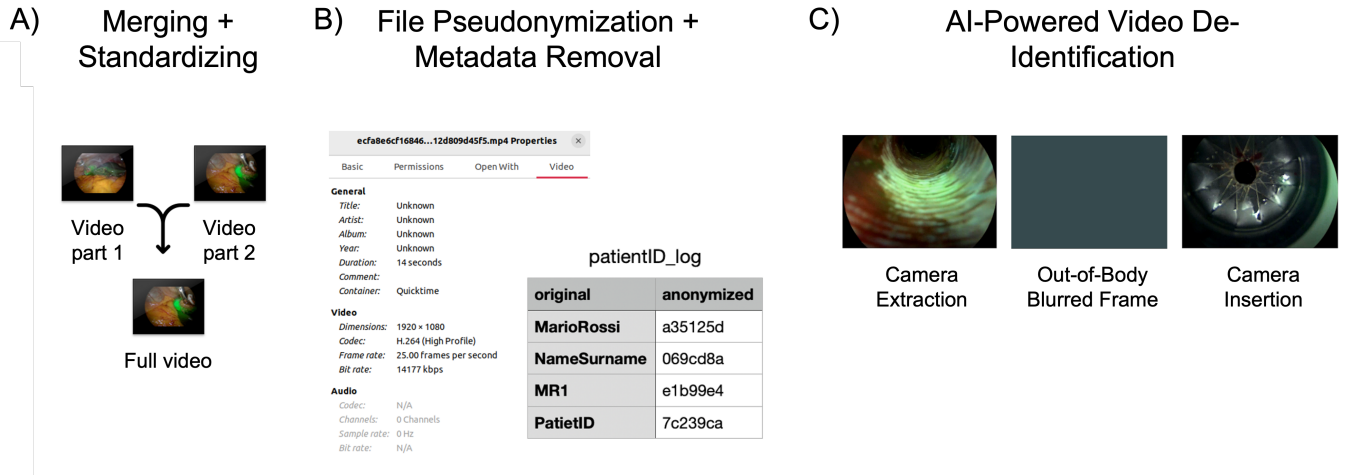 A)
Merging +
Standardizing
Video
part 1
Video
part 2
Full video
B)
File Pseudonymization +
Metadata Removal
ecfa8e6cf16846...12d809d45f5.mp4 Properties
Basic Permissions Open With Video
General
Title: Unknown
Artist: Unknown
Album: Unknown
Year: Unknown
Duration: 14 seconds
Comment:
Container: Quicktime
Video
Dimensions: 1920 × 1080
Codec: H.264 (High Profile)
Frame rate: 25.00 frames per second
Bit rate: 14177 kbps
Audio
Codec: N/A
Channels: 0 Channels
Sample rate: 0 Hz
Bit rate: N/A
patientID_log
original anonymized
MarioRossi a35125d
NameSurname 069cd8a
MR1 e1b99e4
PatietID 7c239ca
C)
AI-Powered Video De-
Identification
Camera
Extraction
Out-of-Body
Blurred Frame
Camera
Insertion